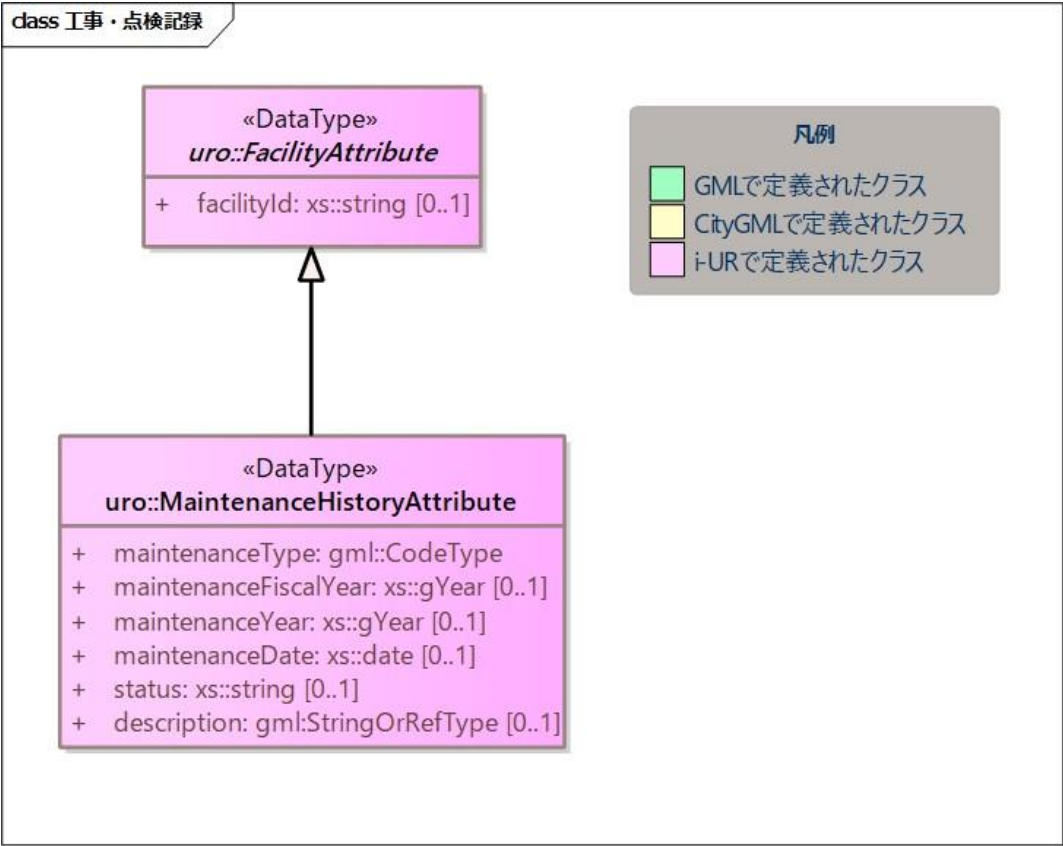 class 工事・点検記録
«DataType»
uro::FacilityAttribute
+ facilityId: xs::string [0..1]
凡例
GMLで定義されたクラス
CityGMLで定義されたクラス
i-URで定義されたクラス
«DataType»
uro::MaintenanceHistoryAttribute
+ maintenanceType: gml::CodeType
+ maintenanceFiscalYear: xs::gYear [0..1]
+ maintenanceYear: xs::gYear [0..1]
+ maintenanceDate: xs::date [0..1]
+ status: xs::string [0..1]
+ description: gml:StringOrRefType [0..1]